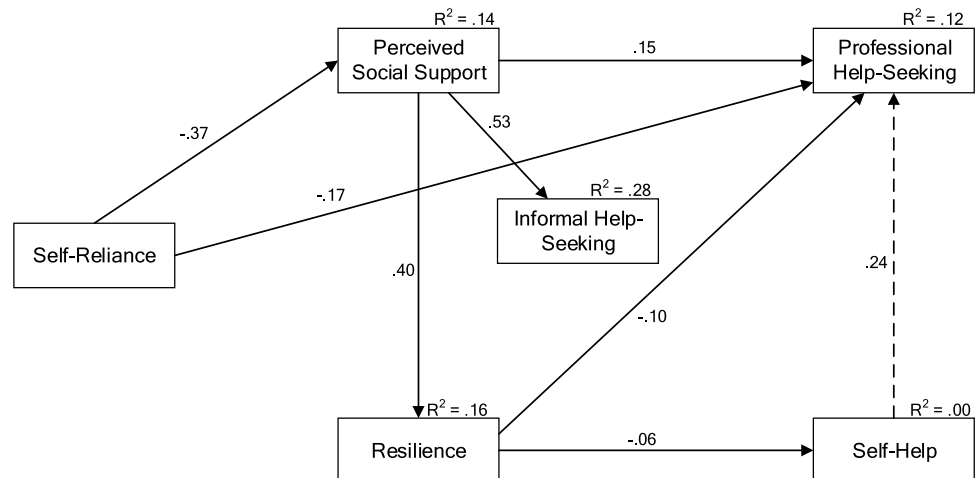 R² = .14
R² = .12
Perceived
Social Support
.15
Professional
Help-Seeking
-.37
.53
-.17
R² = .28
Informal Help-
Seeking
Self-Reliance
.40
.24
-.10
R² = .16
R² = .00
Resilience
-.06
Self-Help